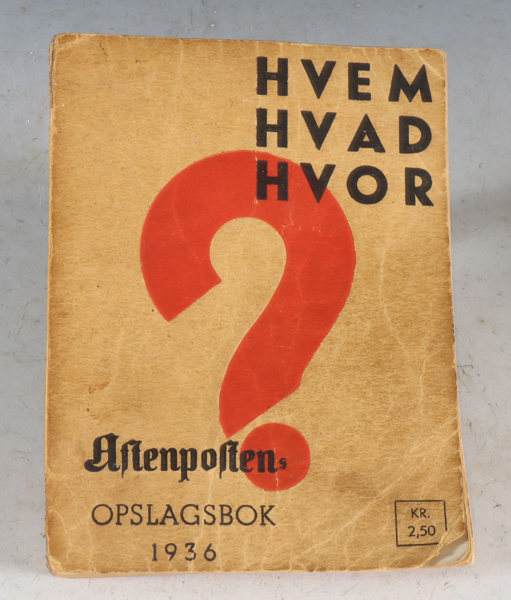 HVEM
HVAD
HVOR
Aftenpostens
OPSLAGSBOK
1936
KR.
2,50